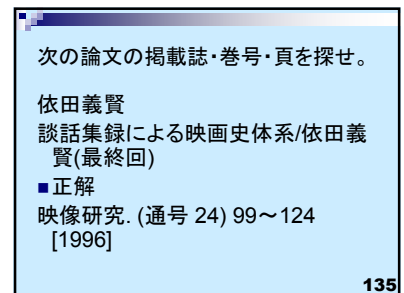 次の論文の掲載誌・巻号・頁を探せ。
依田義賢
談話集録による映画史体系/依田義
賢(最終回)
■正解
映像研究. (通号 24) 99～124
[1996]
135